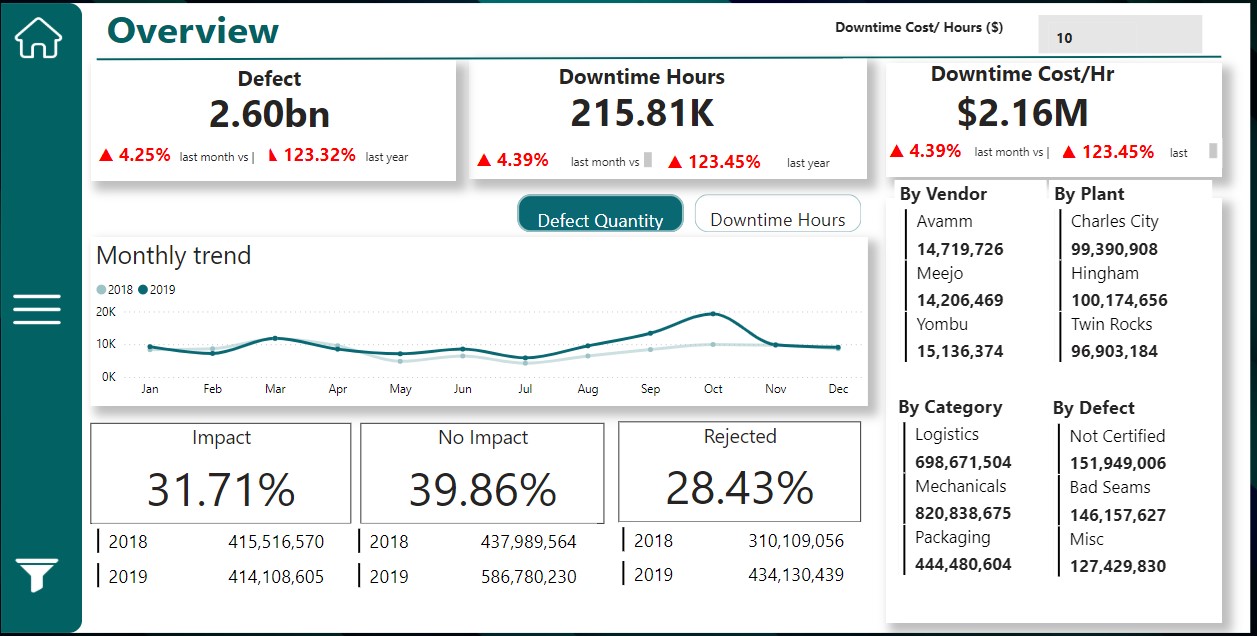 Overview
Downtime Cost/ Hours ($)
10
Defect
2.60bn
▲ 4.25% last month vs | 123.32% last year
Downtime Hours
215.81K
▲ 4.39% last month vs ▲ 123.45% last year
Downtime Cost/Hr
$2.16M
▲ 4.39% last month vs | ▲ 123.45% last
Defect Quantity
Downtime Hours
Monthly trend
2018 2019
20K
10K
0K
Jan Feb Mar Apr May Jun Jul Aug Sep Oct Nov Dec
Impact
31.71%
2018 415,516,570
2019 414,108,605
No Impact
39.86%
2018 437,989,564
2019 586,780,230
Rejected
28.43%
2018 310,109,056
2019 434,130,439
By Vendor
Avamm
14,719,726
Meejo
14,206,469
Yombu
15,136,374
By Plant
Charles City
99,390,908
Hingham
100,174,656
Twin Rocks
96,903,184
By Category
Logistics
698,671,504
Mechanicals
820,838,675
Packaging
444,480,604
By Defect
Not Certified
151,949,006
Bad Seams
146,157,627
Misc
127,429,830